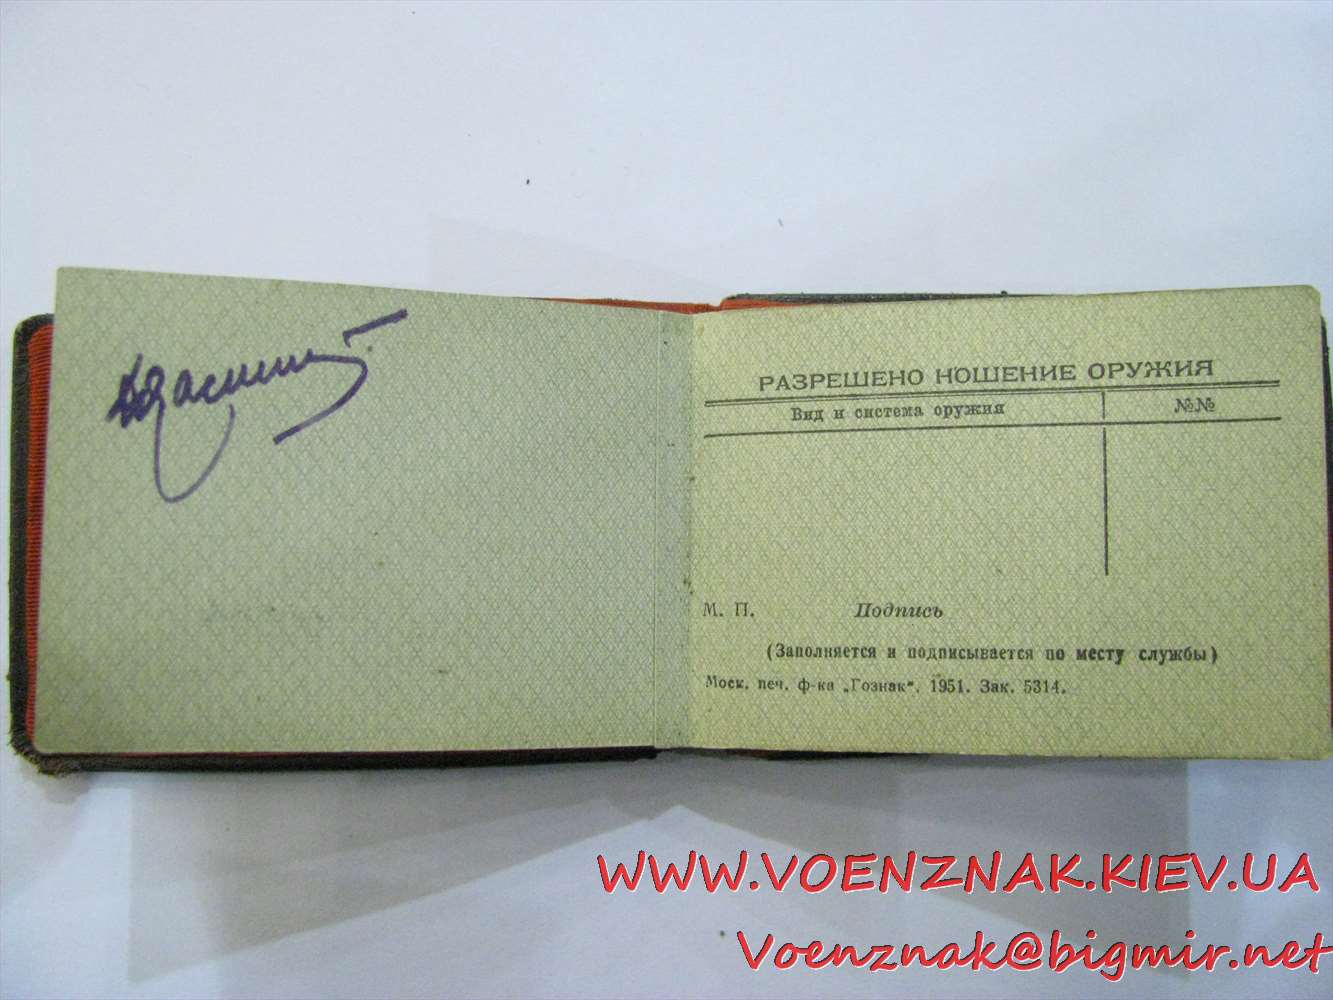 РАЗРЕШЕНО НОШЕНИЕ ОРУЖИЯ
Вид и система оружия №№
М. П. Подпись
(Заполняется и подписывается по месту службы)
Моск. печ. ф-ка „Гознак“. 1951. Зак. 5314.
WWW.VOENZNAK.KIEV.UA
Voenznak@bigmir.net